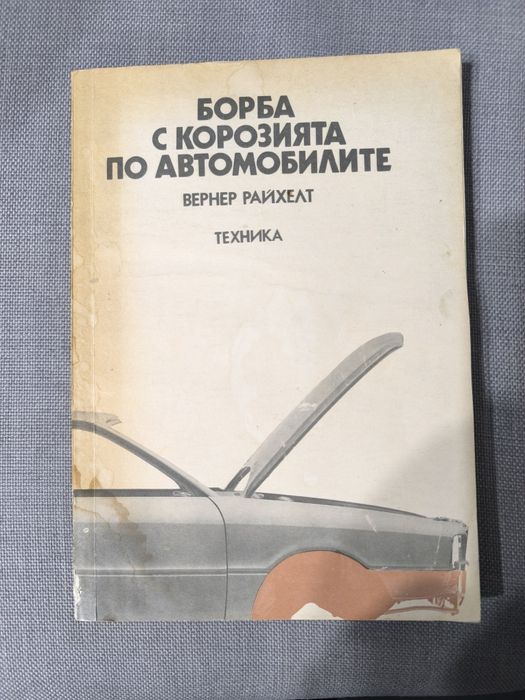 БОРБА
С КОРОЗИЯТА
ПО АВТОМОБИЛИТЕ
ВЕРНЕР РАЙХЕЛТ
ТЕХНИКА